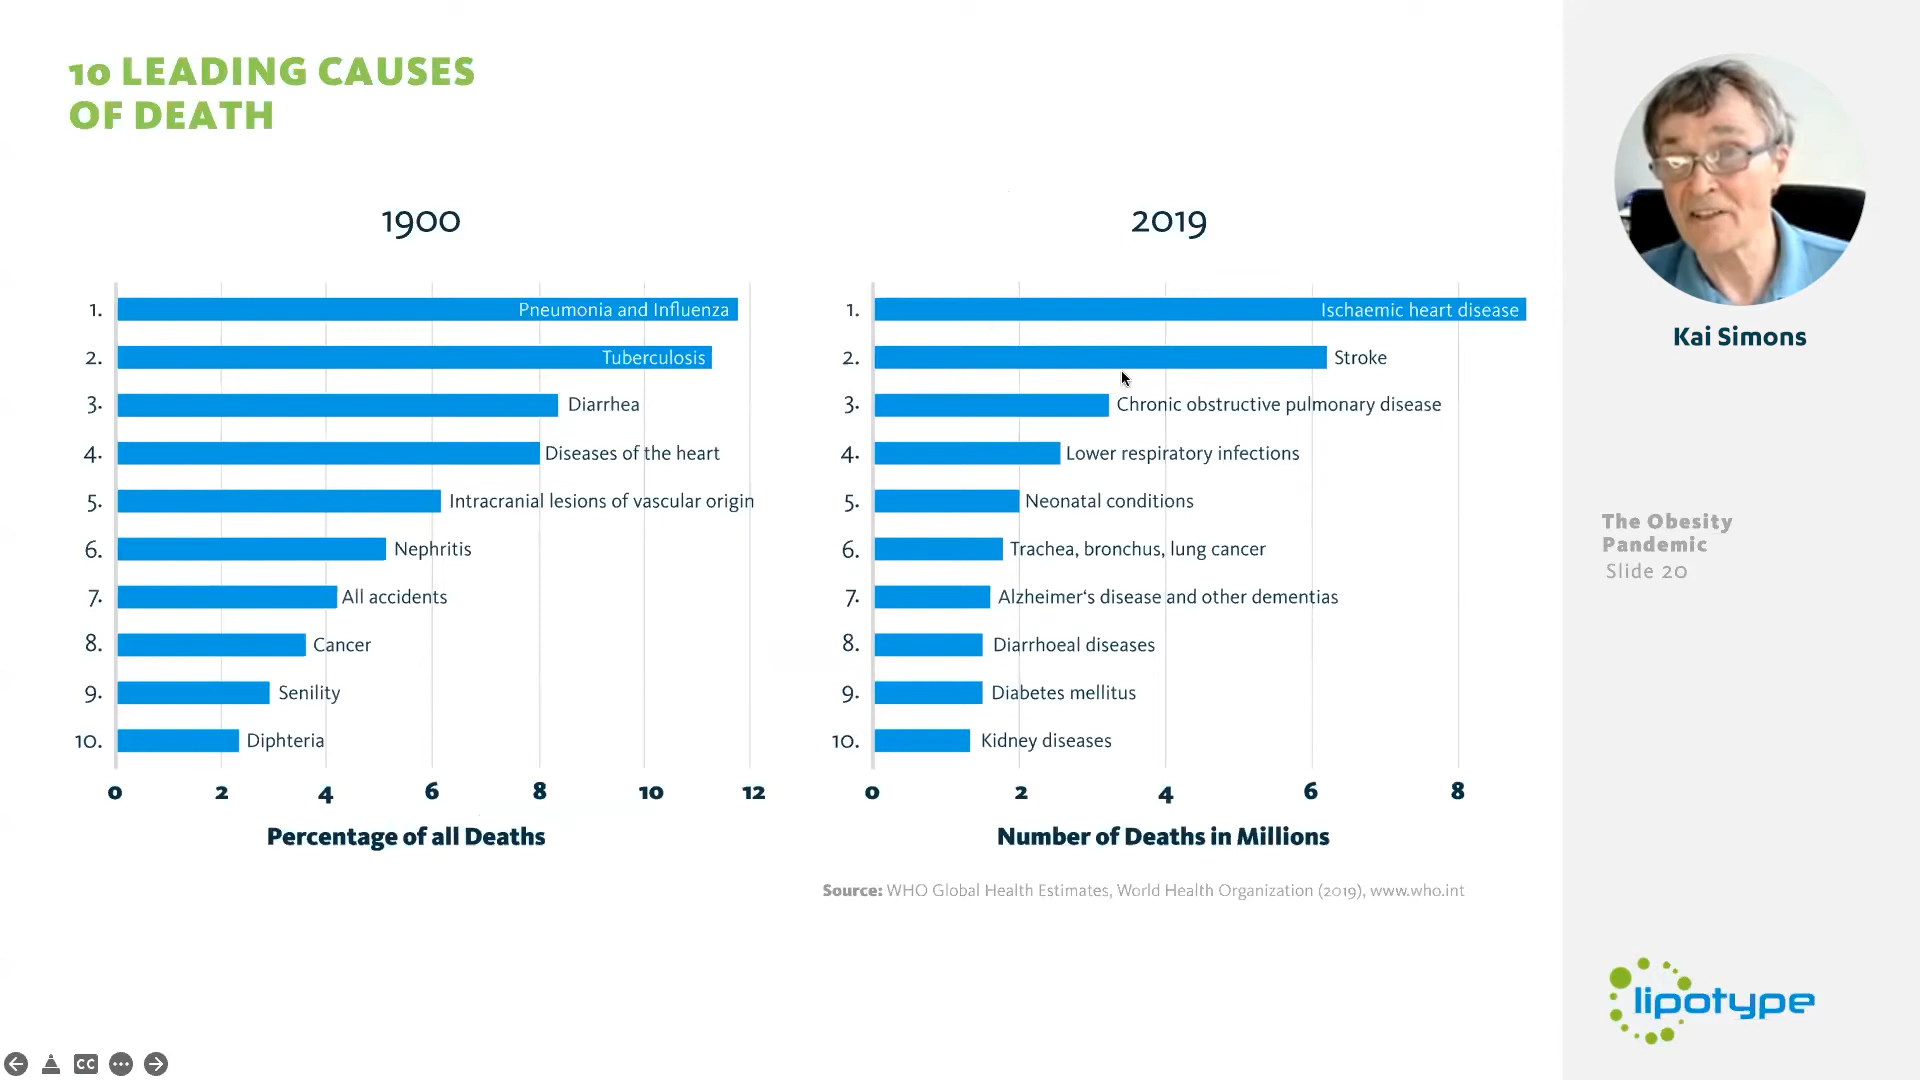 10 LEADING CAUSES
OF DEATH
1900
1. Pneumonia and Influenza
2. Tuberculosis
3. Diarrhea
4. Diseases of the heart
5. Intracranial lesions of vascular origin
6. Nephritis
7. All accidents
8. Cancer
9. Senility
10. Diphteria
0 2 4 6 8 10 12
Percentage of all Deaths
2019
1. Ischaemic heart disease
2. Stroke
3. Chronic obstructive pulmonary disease
4. Lower respiratory infections
5. Neonatal conditions
6. Trachea, bronchus, lung cancer
7. Alzheimer‘s disease and other dementias
8. Diarrhoeal diseases
9. Diabetes mellitus
10. Kidney diseases
0 2 4 6 8
Number of Deaths in Millions
Source: WHO Global Health Estimates, World Health Organization (2019), www.who.int
Kai Simons
The Obesity
Pandemic
Slide 20
lipotype
CC